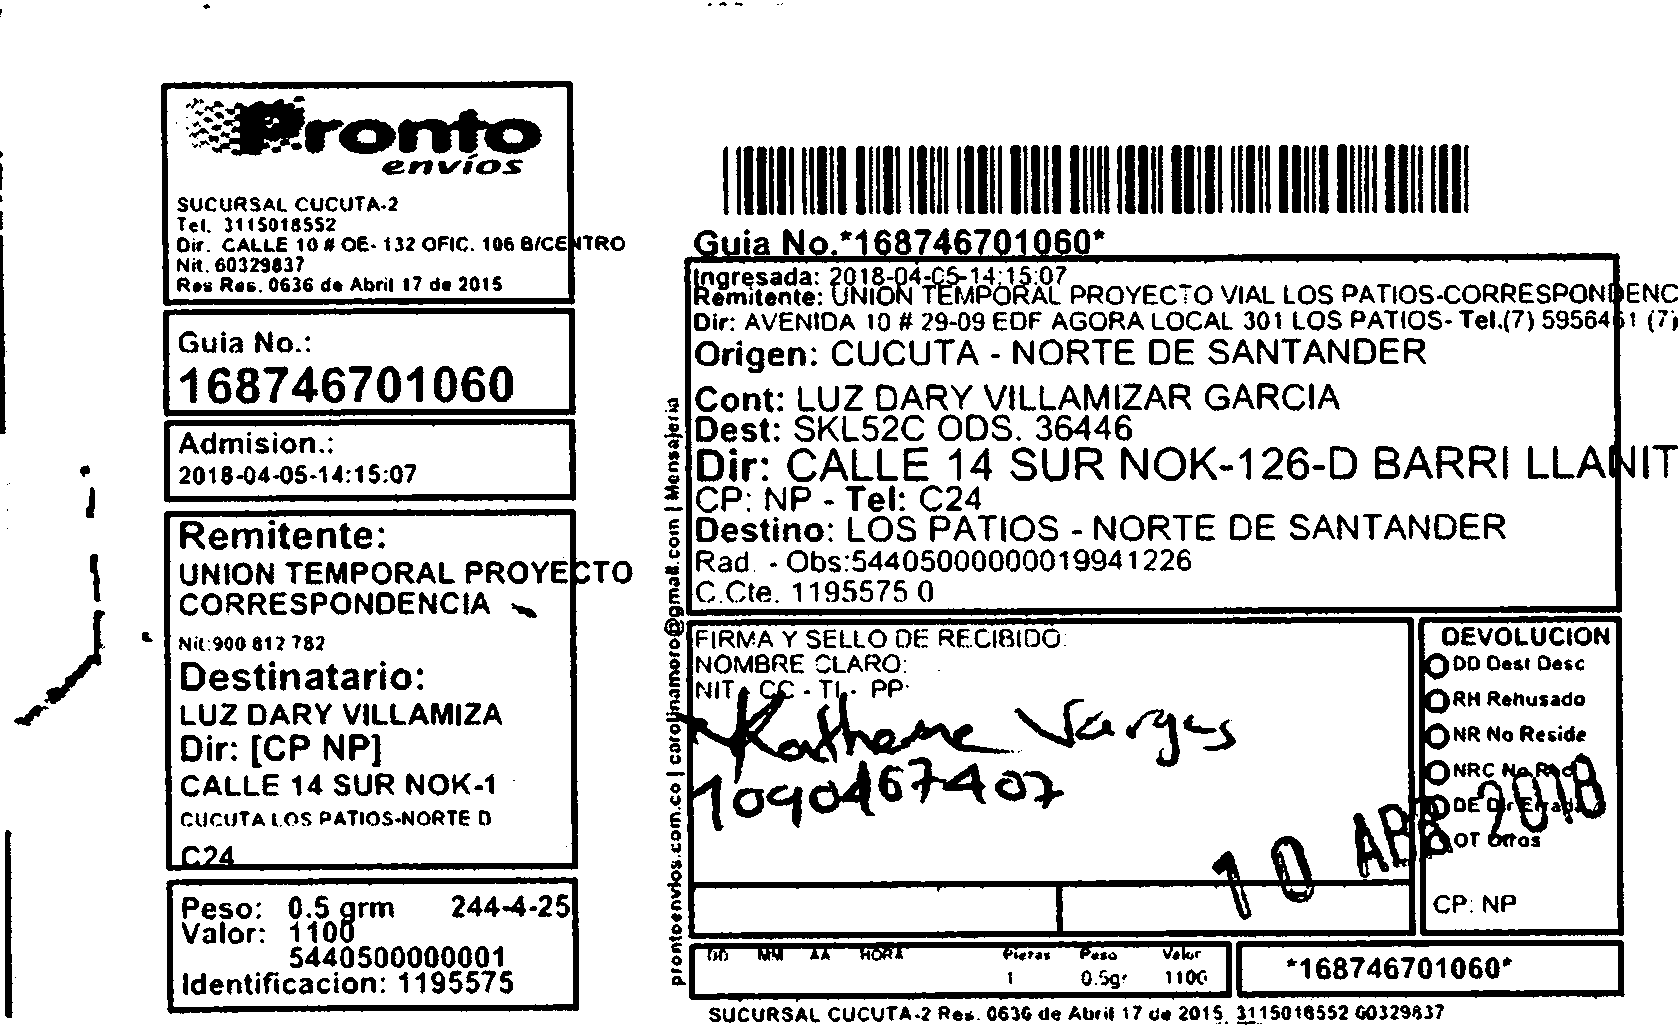 Pronto
envíos
SUCURSAL CUCUTA-2
Tel. 3115018552
Dir. CALLE 10 # OE- 132 OFIC. 106 B/CENTRO
Nit. 60329837
Res Res. 0636 de Abril 17 de 2015
Guia No.:
168746701060
Admision.:
2018-04-05-14:15:07
Remitente:
UNION TEMPORAL PROYECTO
CORRESPONDENCIA
Nit:900 812 782
Destinatario:
LUZ DARY VILLAMIZA
Dir: [CP NP]
CALLE 14 SUR NOK-1
CUCUTA LOS PATIOS-NORTE D
C24
Peso: 0.5 grm 244-4-25
Valor: 1100
5440500000001
Identificacion: 1195575
Guia No.*168746701060*
Ingresada: 2018-04-05-14:15:07
Remitente: UNION TEMPORAL PROYECTO VIAL LOS PATIOS-CORRESPONDENC
Dir: AVENIDA 10 # 29-09 EDF AGORA LOCAL 301 LOS PATIOS- Tel.(7) 5956461 (7)
Origen: CUCUTA - NORTE DE SANTANDER
Cont: LUZ DARY VILLAMIZAR GARCIA
Dest: SKL52C ODS. 36446
Dir: CALLE 14 SUR NOK-126-D BARRI LLANIT
CP: NP - Tel: C24
Destino: LOS PATIOS - NORTE DE SANTANDER
Rad. - Obs:54405000000019941226
C.Cte. 1195575 0
prontoenvios.com.co | carolinamoro@gmail.com | Mensajeria
FIRMA Y SELLO DE RECIBIDO:
NOMBRE CLARO:
NIT - CC - TI - PP:
Katherine Vargas
1090467407
10 ABR 2018
DEVOLUCION
DD Dest Desc
RH Rehusado
NR No Reside
NRC No Rec
DE Dir Errada
OT Otros
CP: NP
DD MM AA HORA Piezas Peso Valor
1 0.5gr 1100
*168746701060*
SUCURSAL CUCUTA-2 Res. 0636 de Abril 17 de 2015 3115018552 60329837